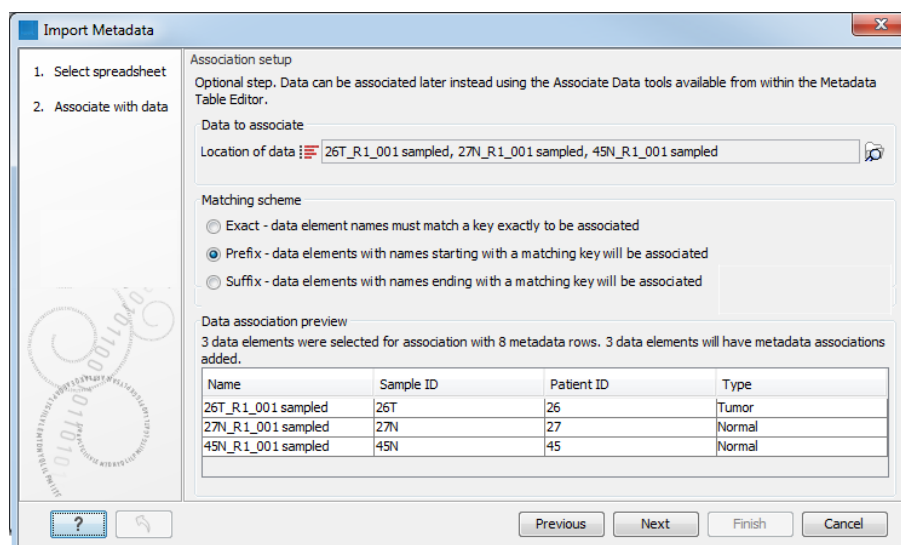 Import Metadata
1. Select spreadsheet
2. Associate with data
Association setup
Optional step. Data can be associated later instead using the Associate Data tools available from within the Metadata
Table Editor.
Data to associate
Location of data 26T_R1_001 sampled, 27N_R1_001 sampled, 45N_R1_001 sampled
Matching scheme
Exact - data element names must match a key exactly to be associated
Prefix - data elements with names starting with a matching key will be associated
Suffix - data elements with names ending with a matching key will be associated
Data association preview
3 data elements were selected for association with 8 metadata rows. 3 data elements will have metadata associations
added.
Name Sample ID Patient ID Type
26T_R1_001 sampled 26T 26 Tumor
27N_R1_001 sampled 27N 27 Normal
45N_R1_001 sampled 45N 45 Normal
? Previous Next Finish Cancel